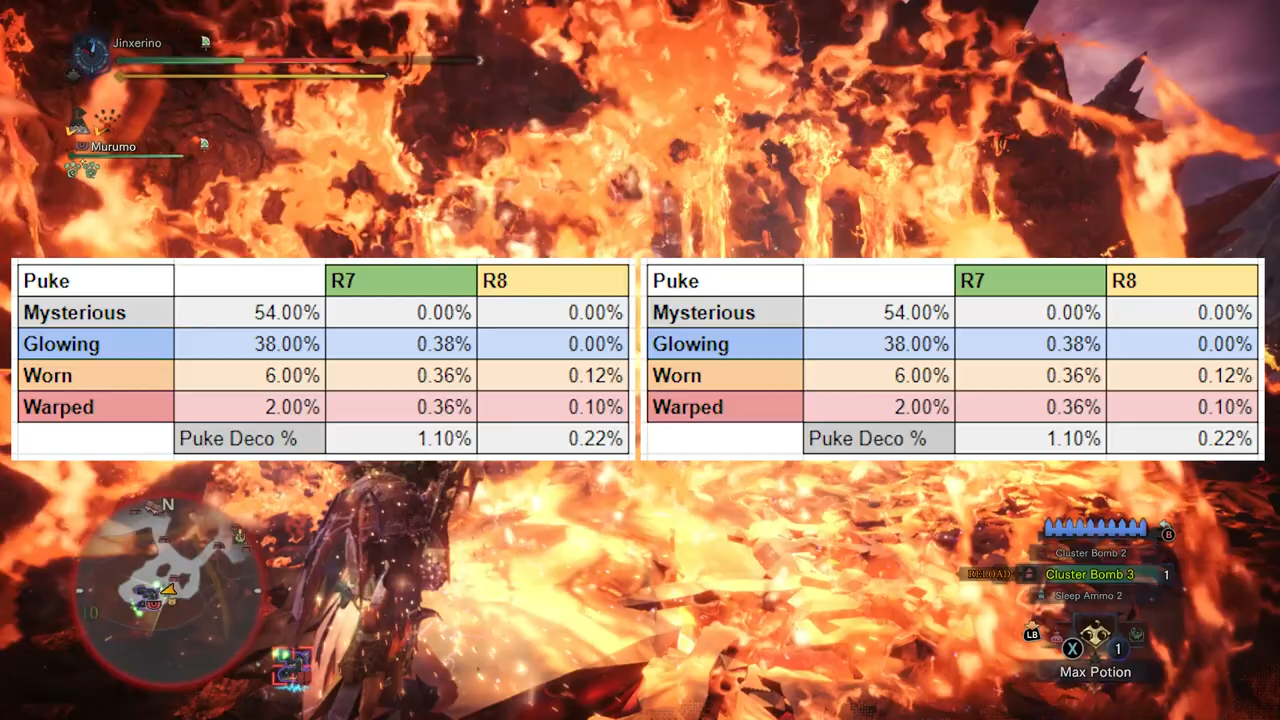 Jinxerino
Murumo
Puke R7 R8
Mysterious 54.00% 0.00% 0.00%
Glowing 38.00% 0.38% 0.00%
Worn 6.00% 0.36% 0.12%
Warped 2.00% 0.36% 0.10%
Puke Deco % 1.10% 0.22%
Puke R7 R8
Mysterious 54.00% 0.00% 0.00%
Glowing 38.00% 0.38% 0.00%
Worn 6.00% 0.36% 0.12%
Warped 2.00% 0.36% 0.10%
Puke Deco % 1.10% 0.22%
N
10
B
Cluster Bomb 2
RELOAD Cluster Bomb 3 1
Sleep Ammo 2
LB
X 1
Max Potion